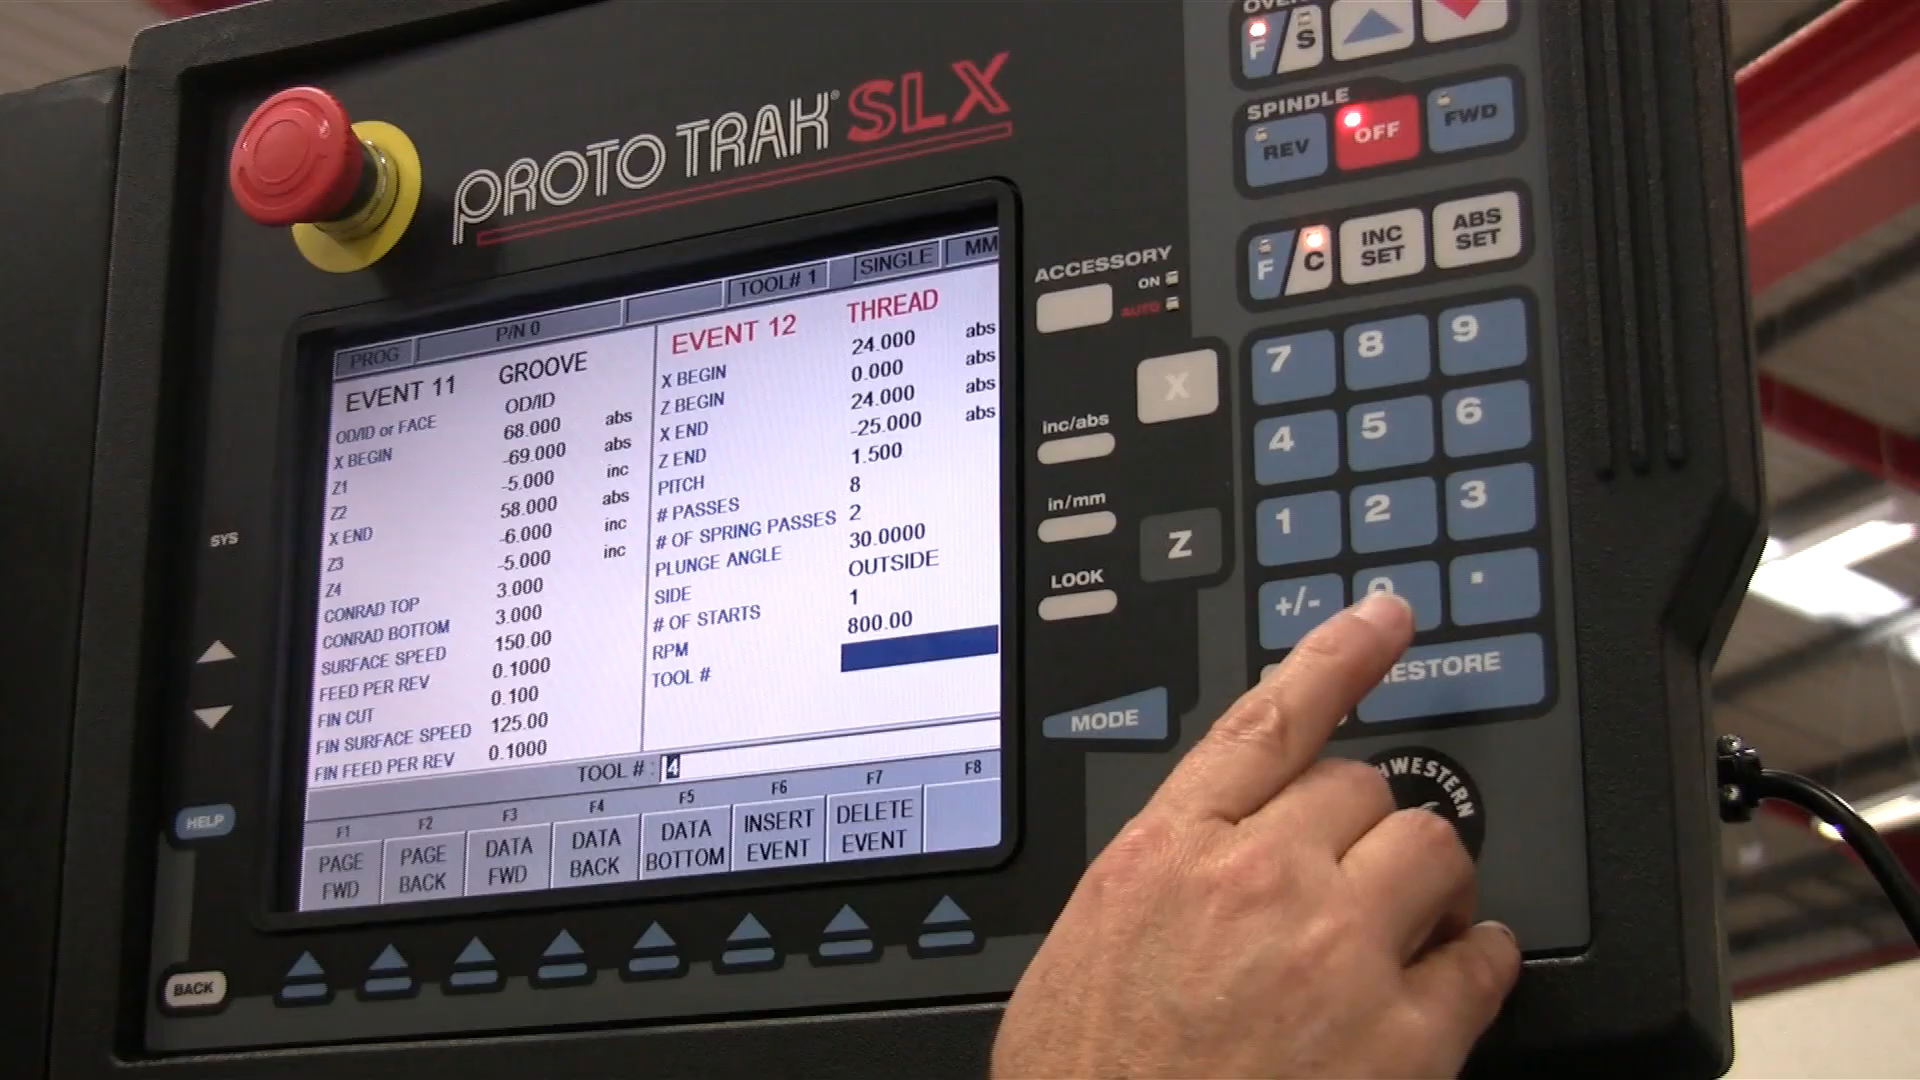 PROTO TRAK® SLX
PROG P/N 0 TOOL# 1 SINGLE MM
EVENT 11 GROOVE
OD/ID or FACE OD/ID
X BEGIN 68.000 abs
Z1 -69.000 abs
Z2 -5.000 inc
X END 58.000 abs
Z3 -6.000 inc
Z4 -5.000 inc
CONRAD TOP 3.000
CONRAD BOTTOM 3.000
SURFACE SPEED 150.00
FEED PER REV 0.1000
FIN CUT 0.100
FIN SURFACE SPEED 125.00
FIN FEED PER REV 0.1000
EVENT 12 THREAD
X BEGIN 24.000 abs
Z BEGIN 0.000 abs
X END 24.000 abs
Z END -25.000 abs
PITCH 1.500
# PASSES 8
# OF SPRING PASSES 2
PLUNGE ANGLE 30.0000
SIDE OUTSIDE
# OF STARTS 1
RPM 800.00
TOOL #
TOOL # : 4
F1 F2 F3 F4 F5 F6 F7 F8
PAGE FWD
PAGE BACK
DATA FWD
DATA BACK
DATA BOTTOM
INSERT EVENT
DELETE EVENT
SYS
HELP
BACK
ACCESSORY
ON
AUTO
inc/abs
in/mm
LOOK
MODE
X
Z
F/S
SPINDLE
REV OFF FWD
F/C
INC SET
ABS SET
7 8 9
4 5 6
1 2 3
+/- 0 .